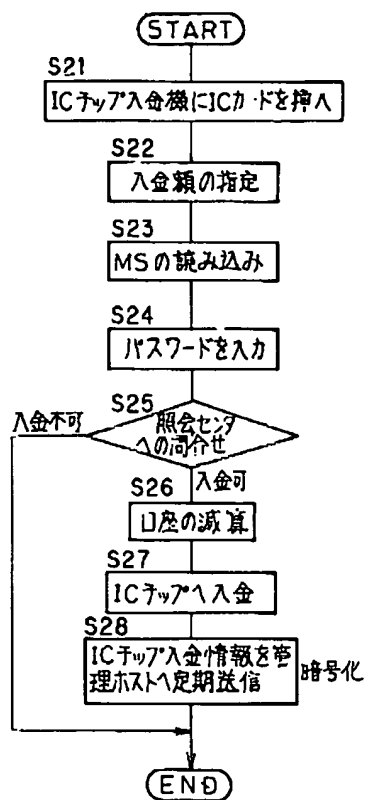 START
S21
ICチップ入金機にICカードを挿入
S22
入金額の指定
S23
MSの読み込み
S24
パスワードを入力
S25
照会センタ
への問合せ
入金不可
入金可
S26
口座の減算
S27
ICチップへ入金
S28
ICチップ入金情報を管
理ホストへ定期送信
暗号化
END